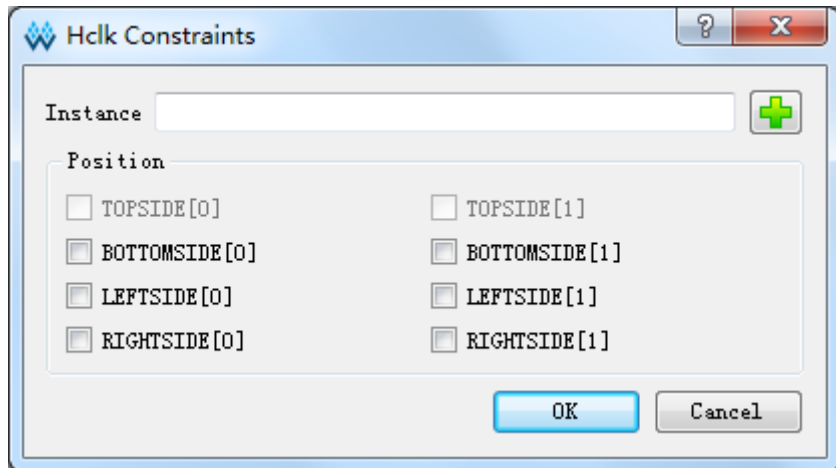 Hclk Constraints
Instance
Position
TOPSIDE[0] TOPSIDE[1]
BOTTOMSIDE[0] BOTTOMSIDE[1]
LEFTSIDE[0] LEFTSIDE[1]
RIGHTSIDE[0] RIGHTSIDE[1]
OK Cancel